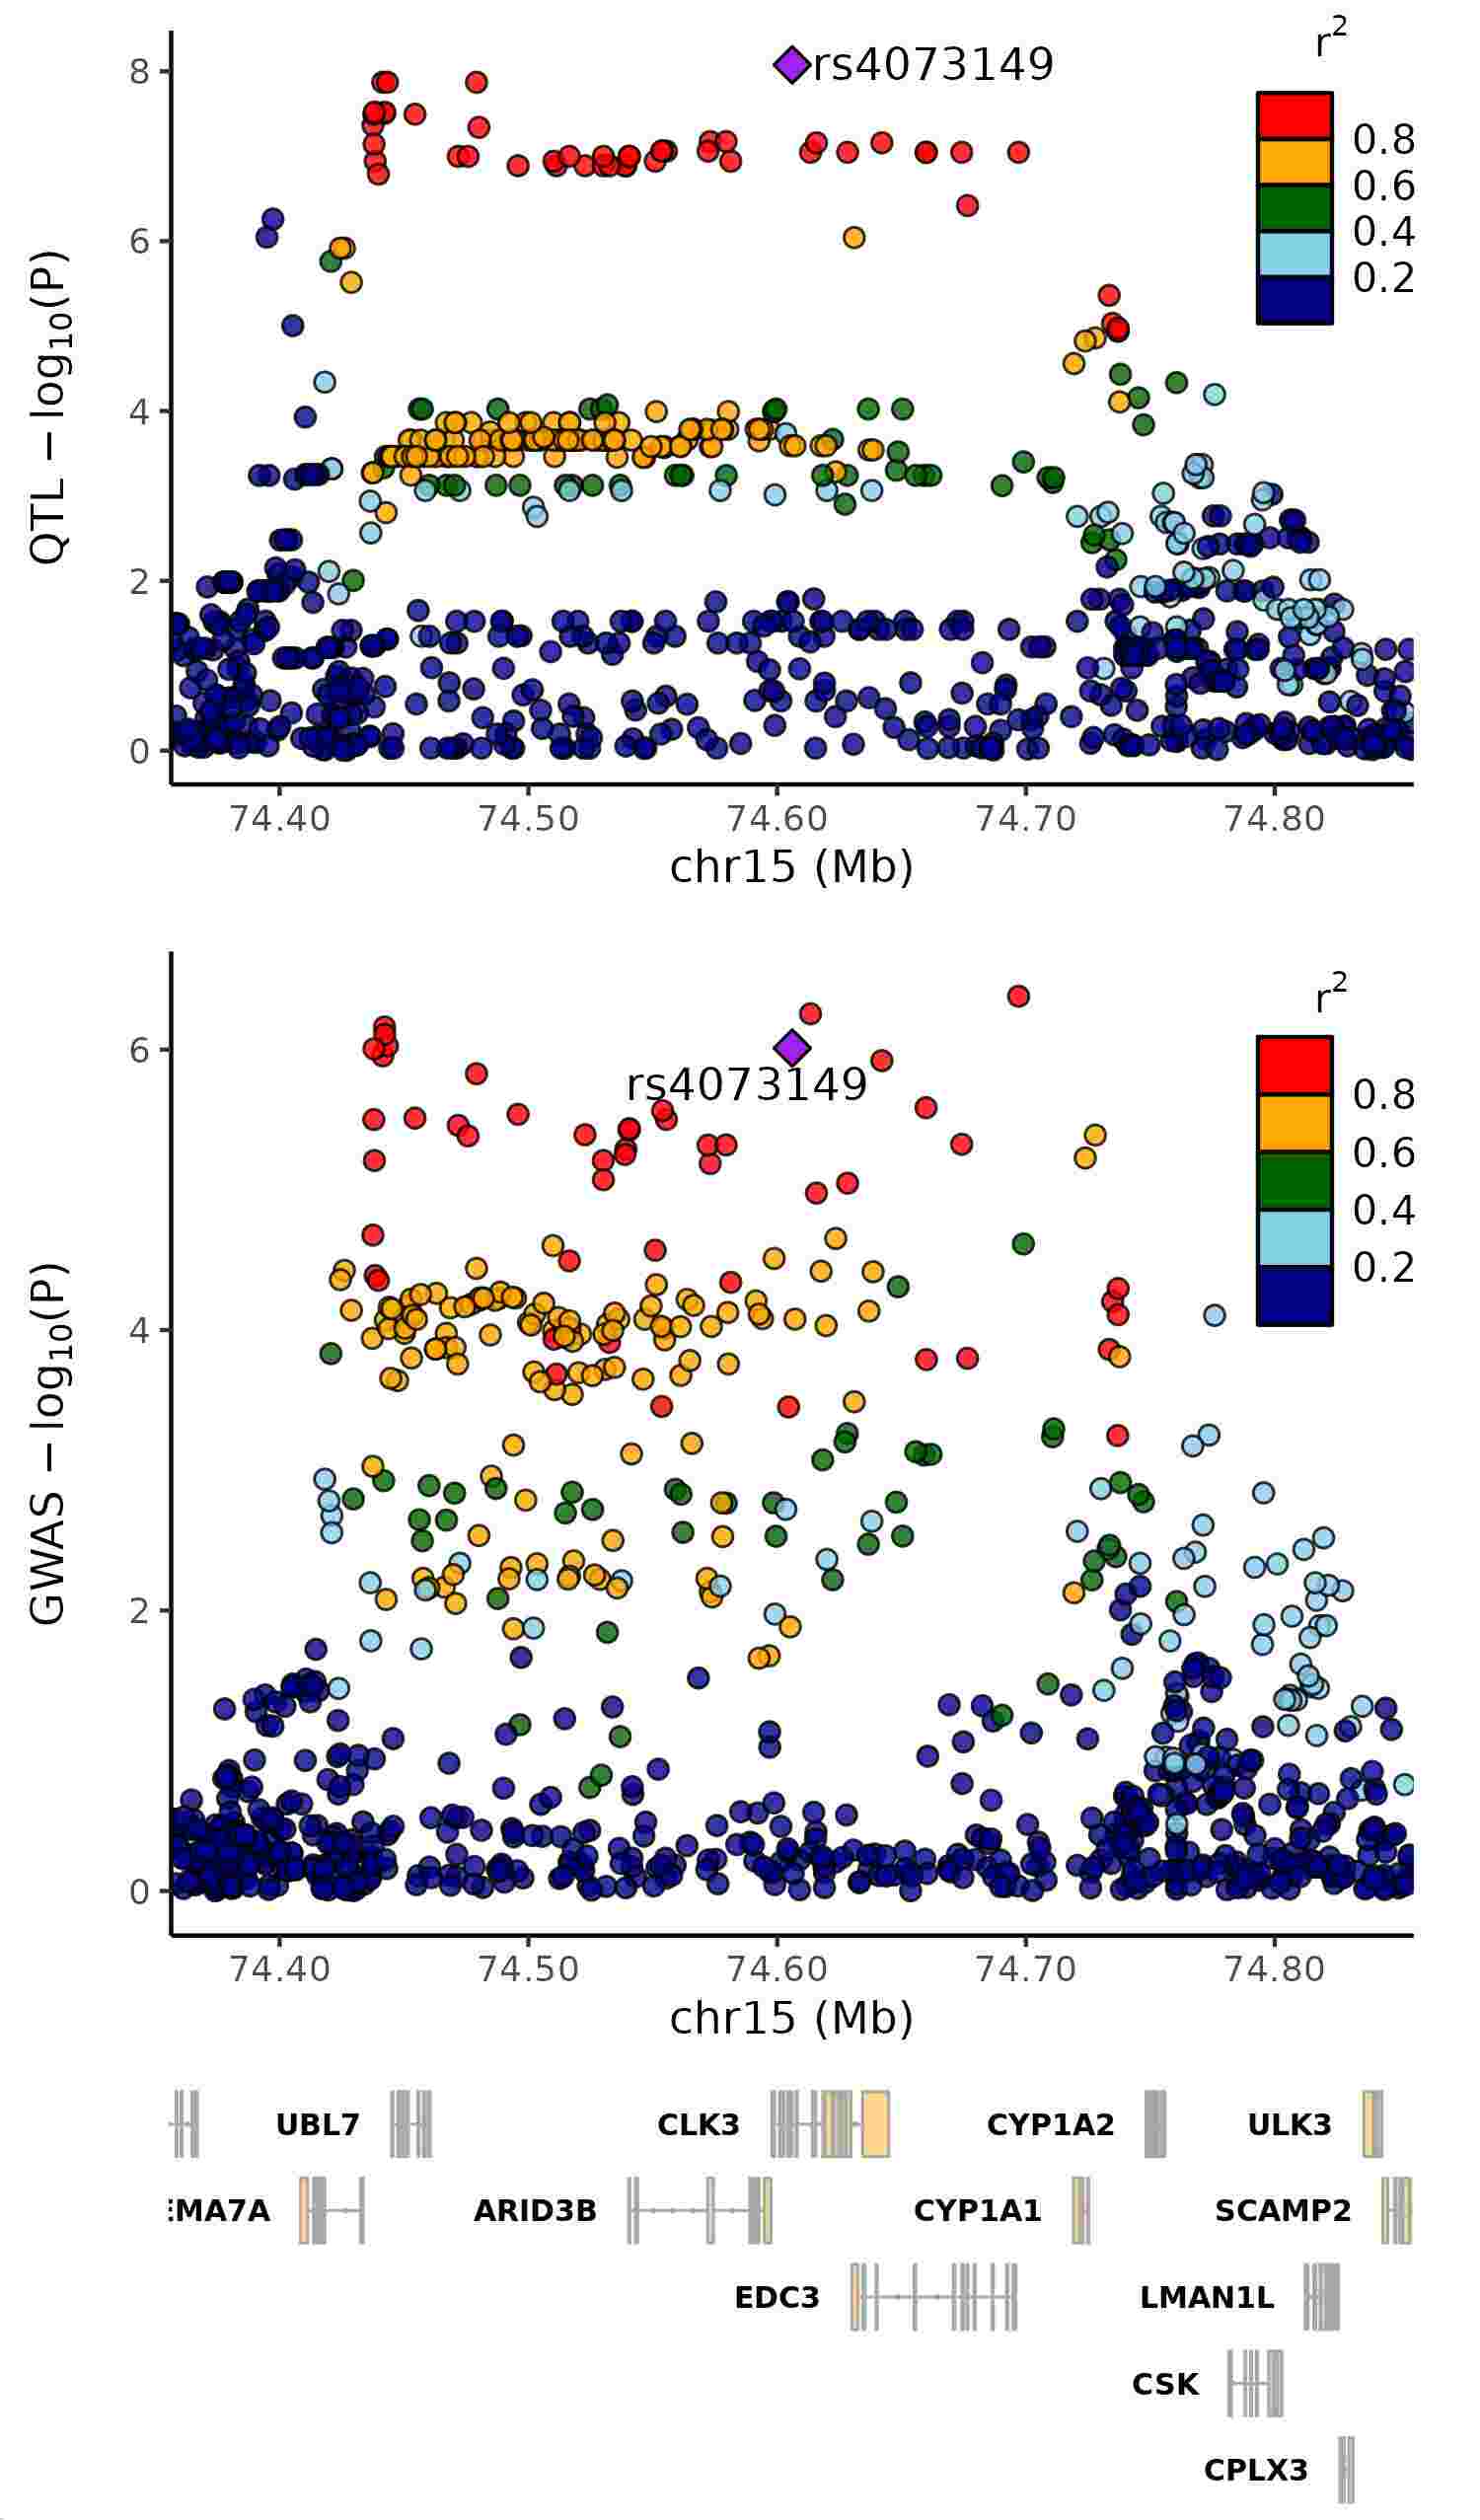 r²
8
rs4073149
0.8
0.6
0.4
0.2
6
4
2
0
QTL − log₁₀(P)
74.40 74.50 74.60 74.70 74.80
chr15 (Mb)
r²
6
rs4073149
0.8
0.6
0.4
0.2
4
2
0
GWAS − log₁₀(P)
74.40 74.50 74.60 74.70 74.80
chr15 (Mb)
UBL7 CLK3 CYP1A2 ULK3
EMA7A ARID3B CYP1A1 SCAMP2
EDC3 LMAN1L
CSK
CPLX3